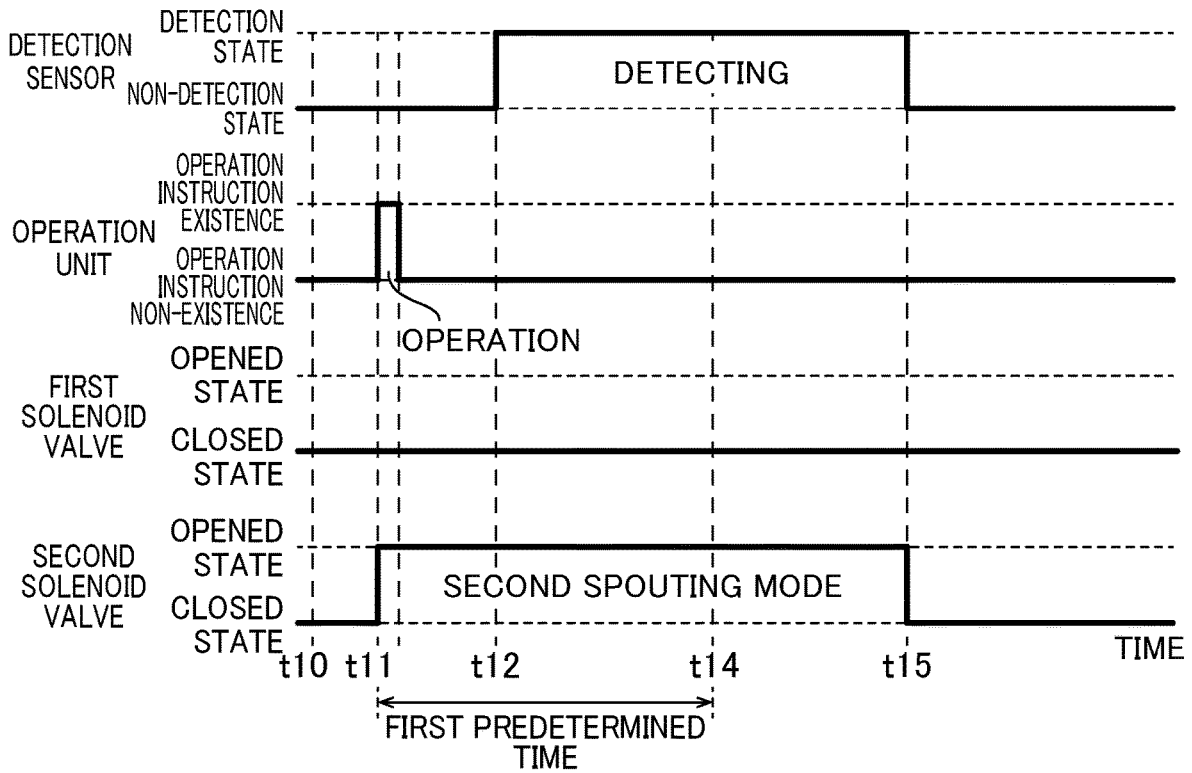 DETECTION
SENSOR
DETECTION
STATE
NON-DETECTION
STATE
DETECTING
OPERATION
UNIT
OPERATION
INSTRUCTION
EXISTENCE
OPERATION
INSTRUCTION
NON-EXISTENCE
OPERATION
FIRST
SOLENOID
VALVE
OPENED
STATE
CLOSED
STATE
SECOND
SOLENOID
VALVE
OPENED
STATE
CLOSED
STATE
SECOND SPOUTING MODE
TIME
t10 t11 t12 t14 t15
FIRST PREDETERMINED
TIME